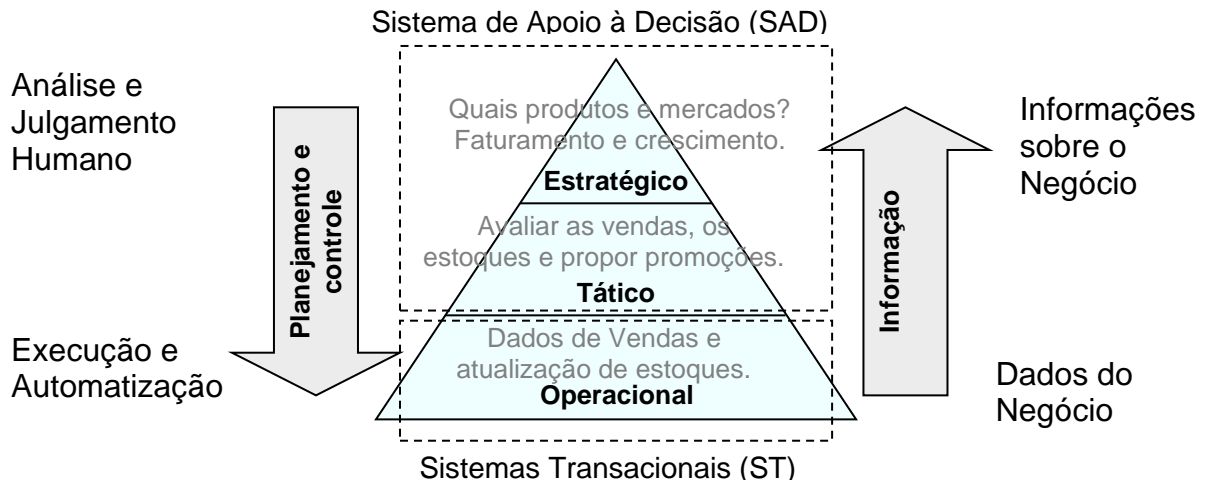 Sistema de Apoio à Decisão (SAD)
Análise e
Julgamento
Humano
Planejamento e
controle
Execução e
Automatização
Quais produtos e mercados?
Faturamento e crescimento.
Estratégico
Avaliar as vendas, os
estoques e propor promoções.
Tático
Dados de Vendas e
atualização de estoques.
Operacional
Informação
Informações
sobre o
Negócio
Dados do
Negócio
Sistemas Transacionais (ST)